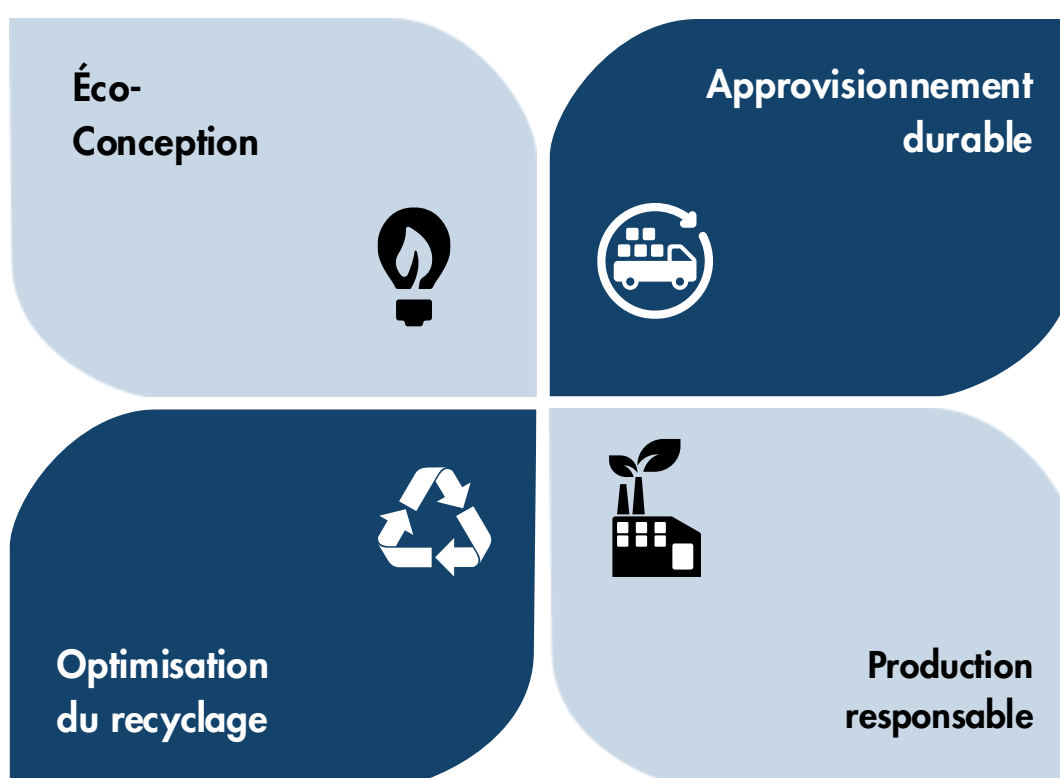 Éco-
Conception
Approvisionnement
durable
Optimisation
du recyclage
Production
responsable